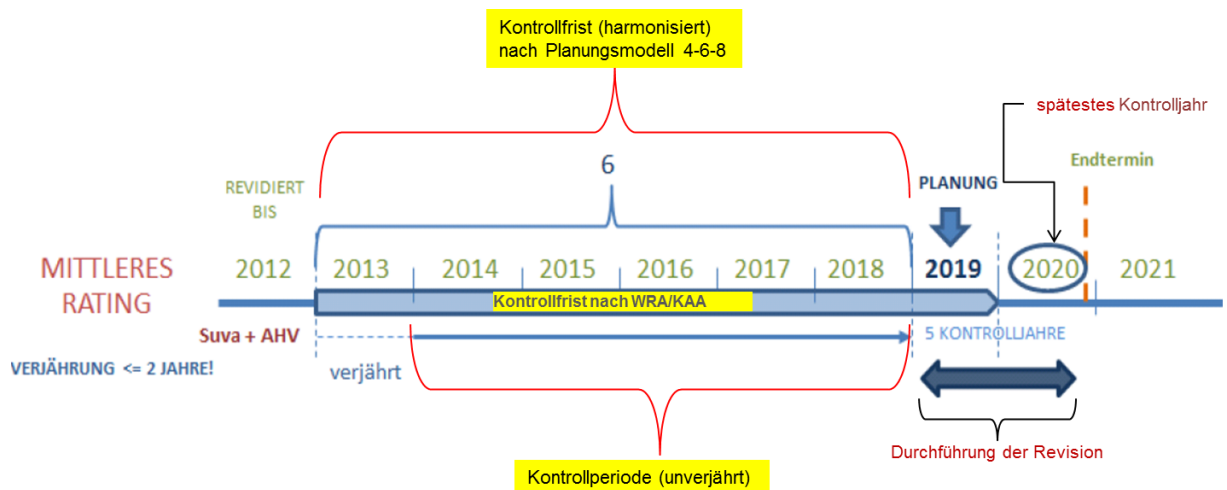 Kontrollfrist (harmonisiert)
nach Planungsmodell 4-6-8
spätestes Kontrolljahr
Endtermin
6
REVIDIERT
BIS
PLANUNG
MITTLERES
RATING
2012
2013
2014
2015
2016
2017
2018
2019
2020
2021
Kontrollfrist nach WRA/KAA
Suva + AHV
5 KONTROLLJAHRE
VERJÄHRUNG <= 2 JAHRE!
verjährt
Durchführung der Revision
Kontrollperiode (unverjährt)